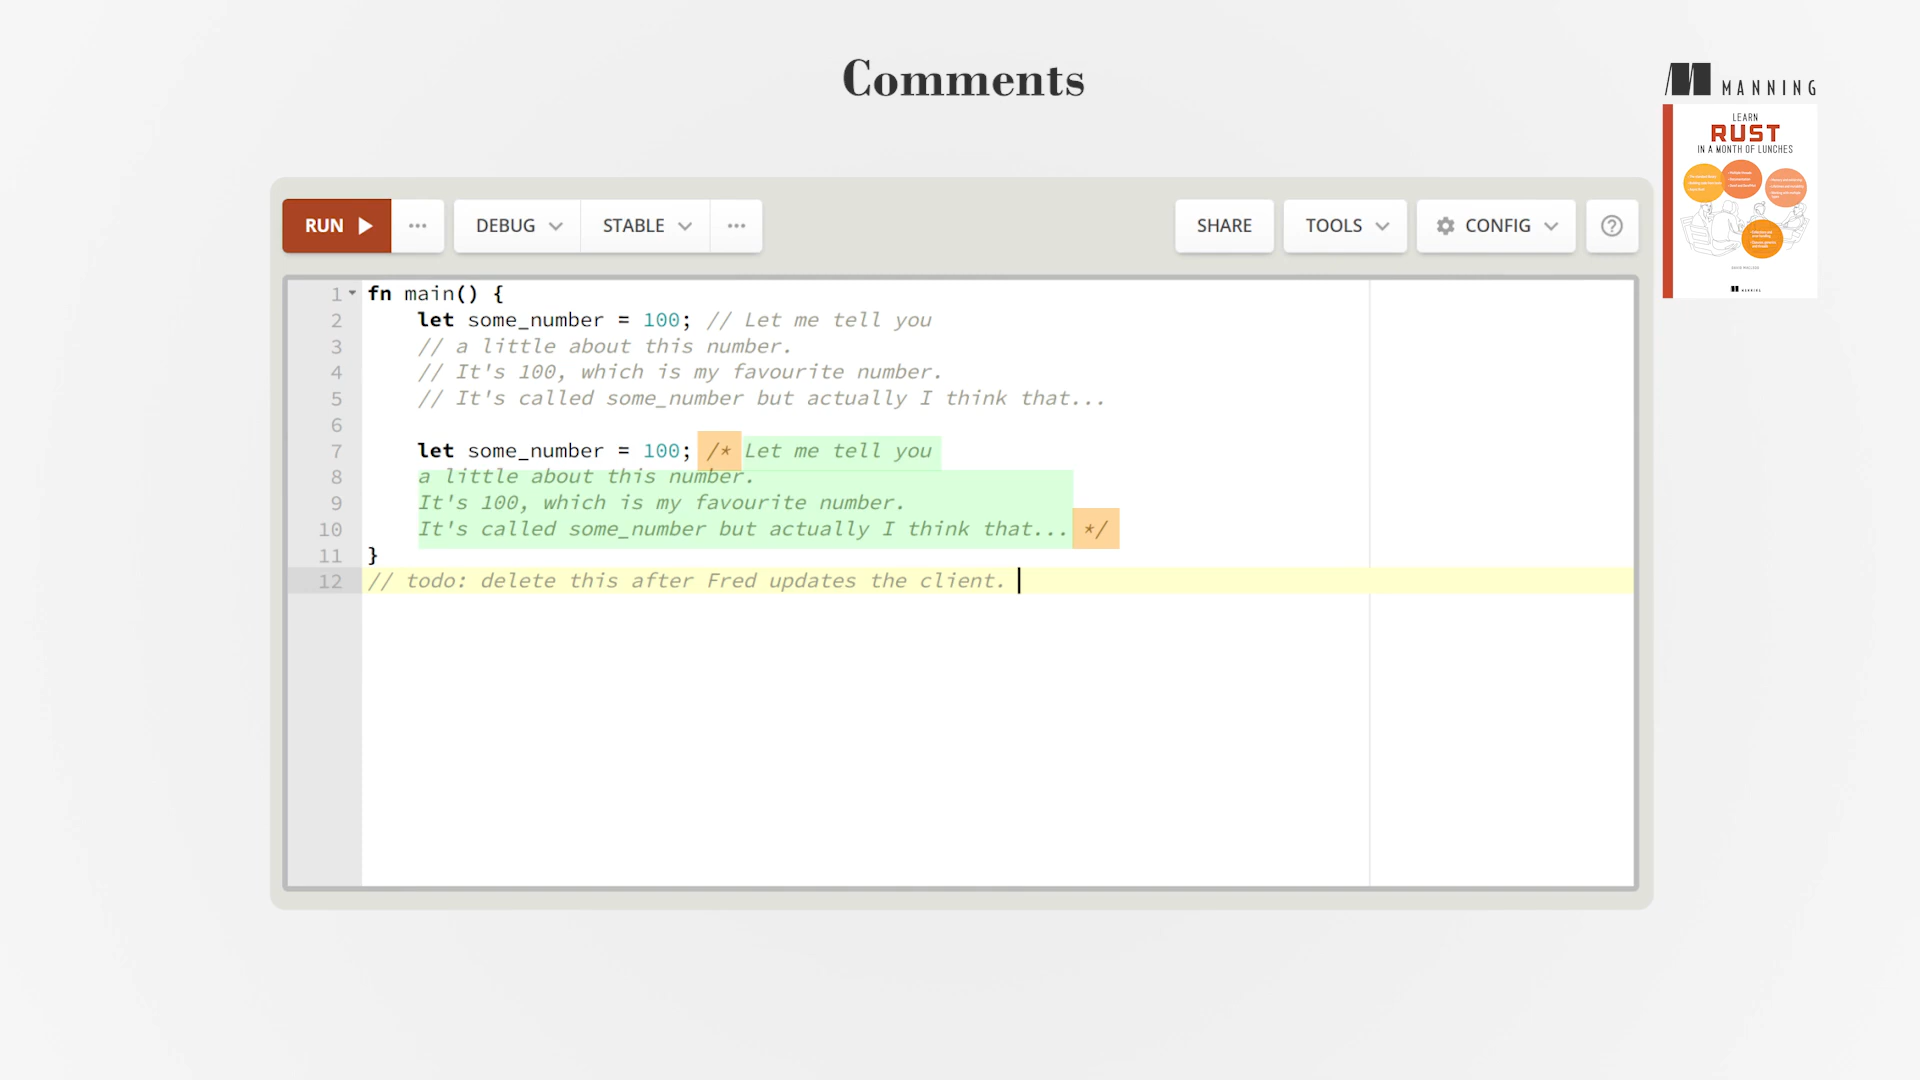 Comments
MANNING
LEARN
RUST
IN A MONTH OF LUNCHES
RUN ...
DEBUG STABLE ...
SHARE TOOLS CONFIG ?
1 fn main() {
2 let some_number = 100; // Let me tell you
3 // a little about this number.
4 // It's 100, which is my favourite number.
5 // It's called some_number but actually I think that...
6
7 let some_number = 100; /* Let me tell you
8 a little about this number.
9 It's 100, which is my favourite number.
10 It's called some_number but actually I think that... */
11 }
12 // todo: delete this after Fred updates the client.